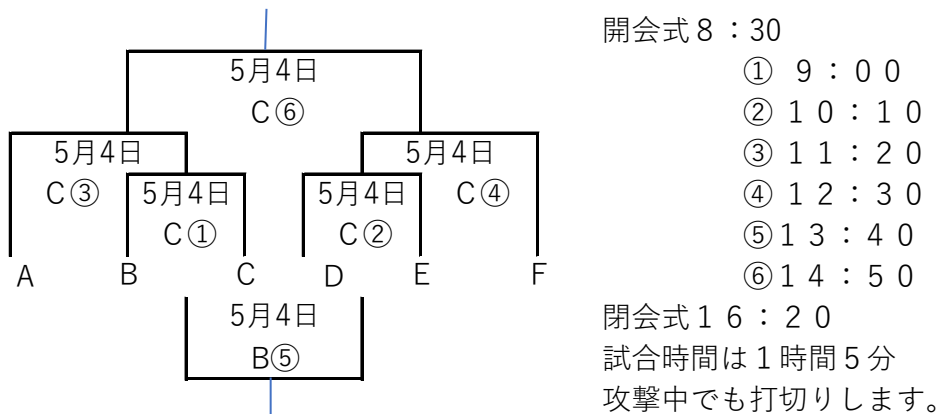 5月4日
C⑥
5月4日
C③
5月4日
C①
5月4日
C②
5月4日
C④
A B C D E F
5月4日
B⑤
開会式８：30
① ９：００
② １０：１０
③ １１：２０
④ １２：３０
⑤１３：４０
⑥１４：５０
閉会式１６：２０
試合時間は１時間５分
攻撃中でも打切りします。